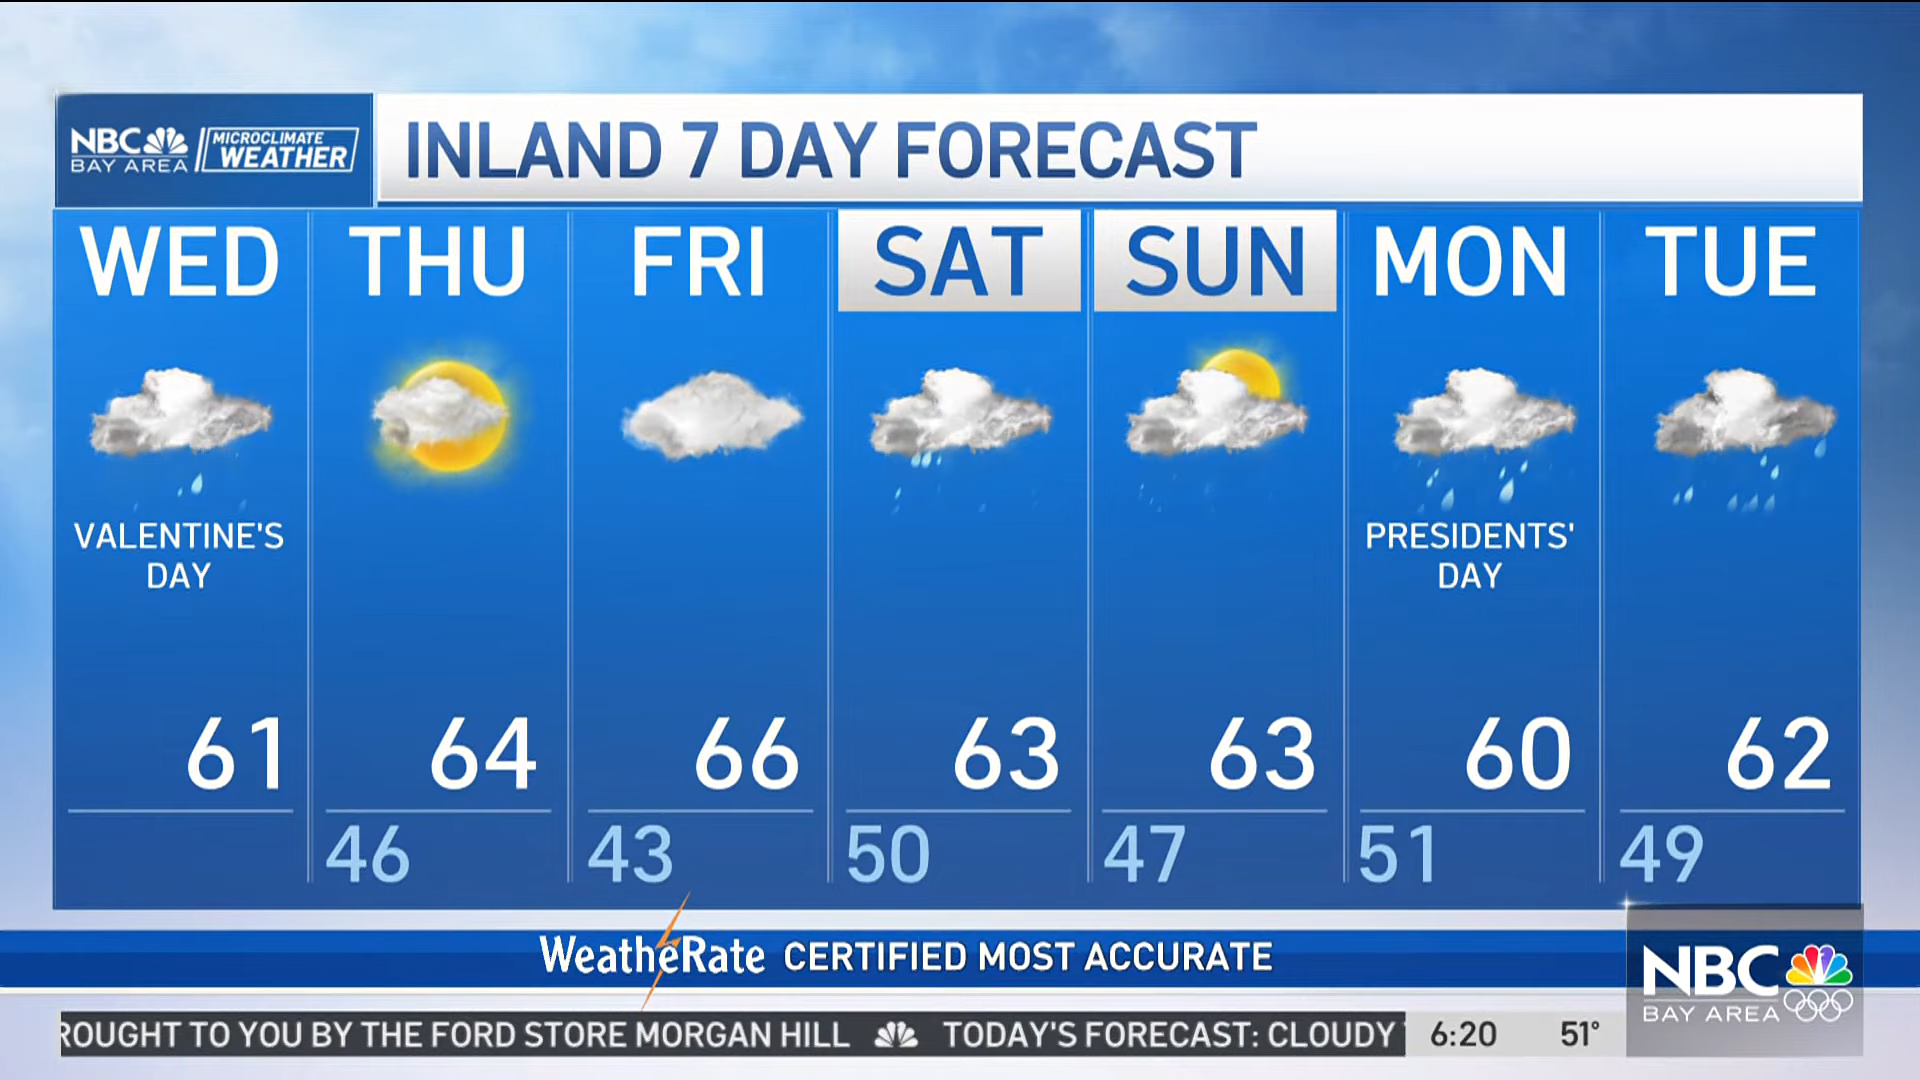 NBC BAY AREA MICROCLIMATE WEATHER
INLAND 7 DAY FORECAST
WED THU FRI SAT SUN MON TUE
VALENTINE'S DAY
PRESIDENTS' DAY
61 64 66 63 63 60 62
46 43 50 47 51 49
WeatheRate CERTIFIED MOST ACCURATE
NBC
BAY AREA
ROUGHT TO YOU BY THE FORD STORE MORGAN HILL TODAY'S FORECAST: CLOUDY 6:20 51°